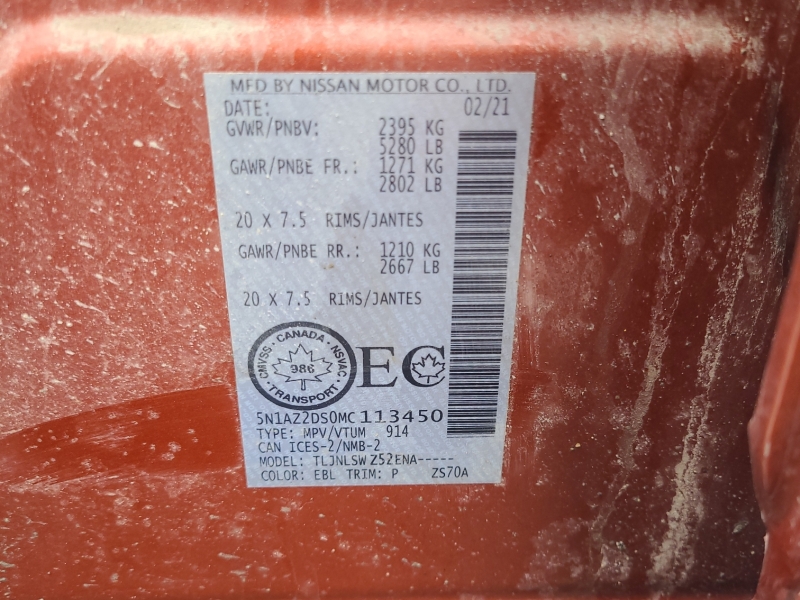 MFD BY NISSAN MOTOR CO., LTD.
DATE: 02/21
GVWR/PNBV: 2395 KG
5280 LB
GAWR/PNBE FR.: 1271 KG
2802 LB
20 X 7.5 RIMS/JANTES
GAWR/PNBE RR.: 1210 KG
2667 LB
20 X 7.5 RIMS/JANTES
CANADA
CMVSS 986 NSVAC
TRANSPORT
EC
5N1AZ2DS0MC113450
TYPE: MPV/VTUM 914
CAN ICES-2/NMB-2
MODEL: TLJNLSW Z52ENA-----
COLOR: EBL TRIM: P ZS70A